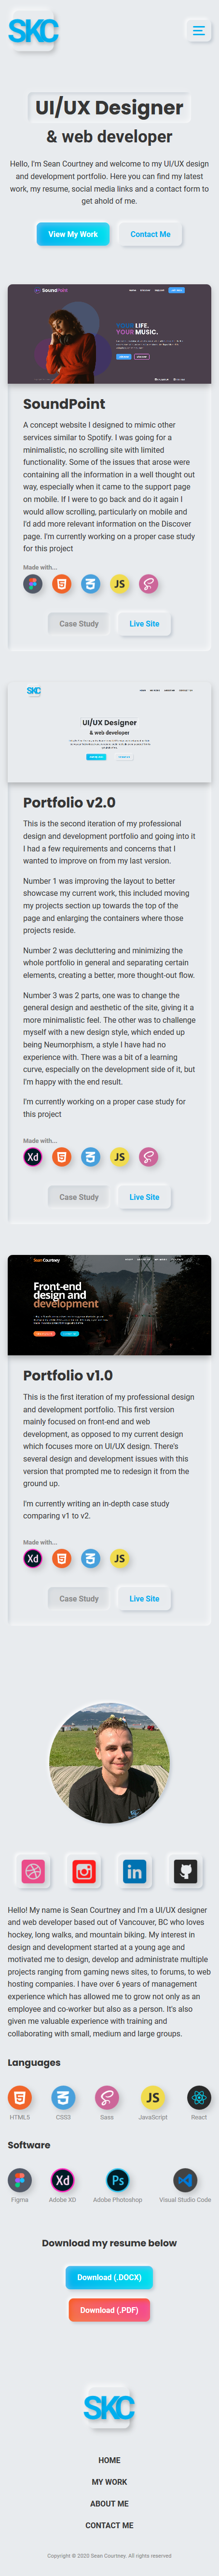 SKC
UI/UX Designer
& web developer
Hello, I'm Sean Courtney and welcome to my UI/UX design
and development portfolio. Here you can find my latest
work, my resume, social media links and a contact form to
get ahold of me.
View My Work
Contact Me
SoundPoint
YOUR LIFE.
YOUR MUSIC.
SoundPoint
A concept website I designed to mimic other
services similar to Spotify. I was going for a
minimalistic, no scrolling site with limited
functionality. Some of the issues that arose were
containing all the information in a well thought out
way, especially when it came to the support page
on mobile. If I were to go back and do it again I
would allow scrolling, particularly on mobile and
I'd add more relevant information on the Discover
page. I'm currently working on a proper case study
for this project
Made with...
JS
Case Study
Live Site
SKC
UI/UX Designer
& web developer
Portfolio v2.0
This is the second iteration of my professional
design and development portfolio and going into it
I had a few requirements and concerns that I
wanted to improve on from my last version.
Number 1 was improving the layout to better
showcase my current work, this included moving
my projects section up towards the top of the
page and enlarging the containers where those
projects reside.
Number 2 was decluttering and minimizing the
whole portfolio in general and separating certain
elements, creating a better, more thought-out flow.
Number 3 was 2 parts, one was to change the
general design and aesthetic of the site, giving it a
more modern feel. The other was to challenge
myself with a new design style, which ended up
being Neumorphism, a style I have had no
experience with. There was a bit of a learning
curve, especially on the development side of it, but
I'm happy with the end result.
I'm currently working on a proper case study for
this project
Made with...
Xd
JS
Case Study
Live Site
Sean Courtney
Front-end
design and
development
Portfolio v1.0
This is the first iteration of my professional design
and development portfolio. This first version
mainly focused on front-end and web
development, as opposed to my current design
which focuses more on UI/UX design. There's
several design and development issues with this
version that prompted me to redesign it from the
ground up.
I'm currently writing an in-depth case study
comparing v1 to v2.
Made with...
Xd
JS
Case Study
Live Site
in
Hello! My name is Sean Courtney and I'm a UI/UX designer
and web developer based out of Vancouver, BC who loves
hockey, long walks, and mountain biking. My interest in
design and development started at a young age and
motivated me to design, develop and administrate multiple
projects ranging from gaming news sites, to forums, to web
hosting companies. I have over 6 years of management
experience which has allowed me to grow not only as an
employee and co-worker but also as a person. It's also
given me valuable experience with training and
collaborating with small, medium and large groups.
Languages
JS
HTML5
CSS3
Sass
JavaScript
React
Software
Xd
Ps
Figma
Adobe XD
Adobe Photoshop
Visual Studio Code
Download my resume below
Download (.DOCX)
Download (.PDF)
SKC
HOME
MY WORK
ABOUT ME
CONTACT ME
Copyright © 2020 Sean Courtney. All rights reserved